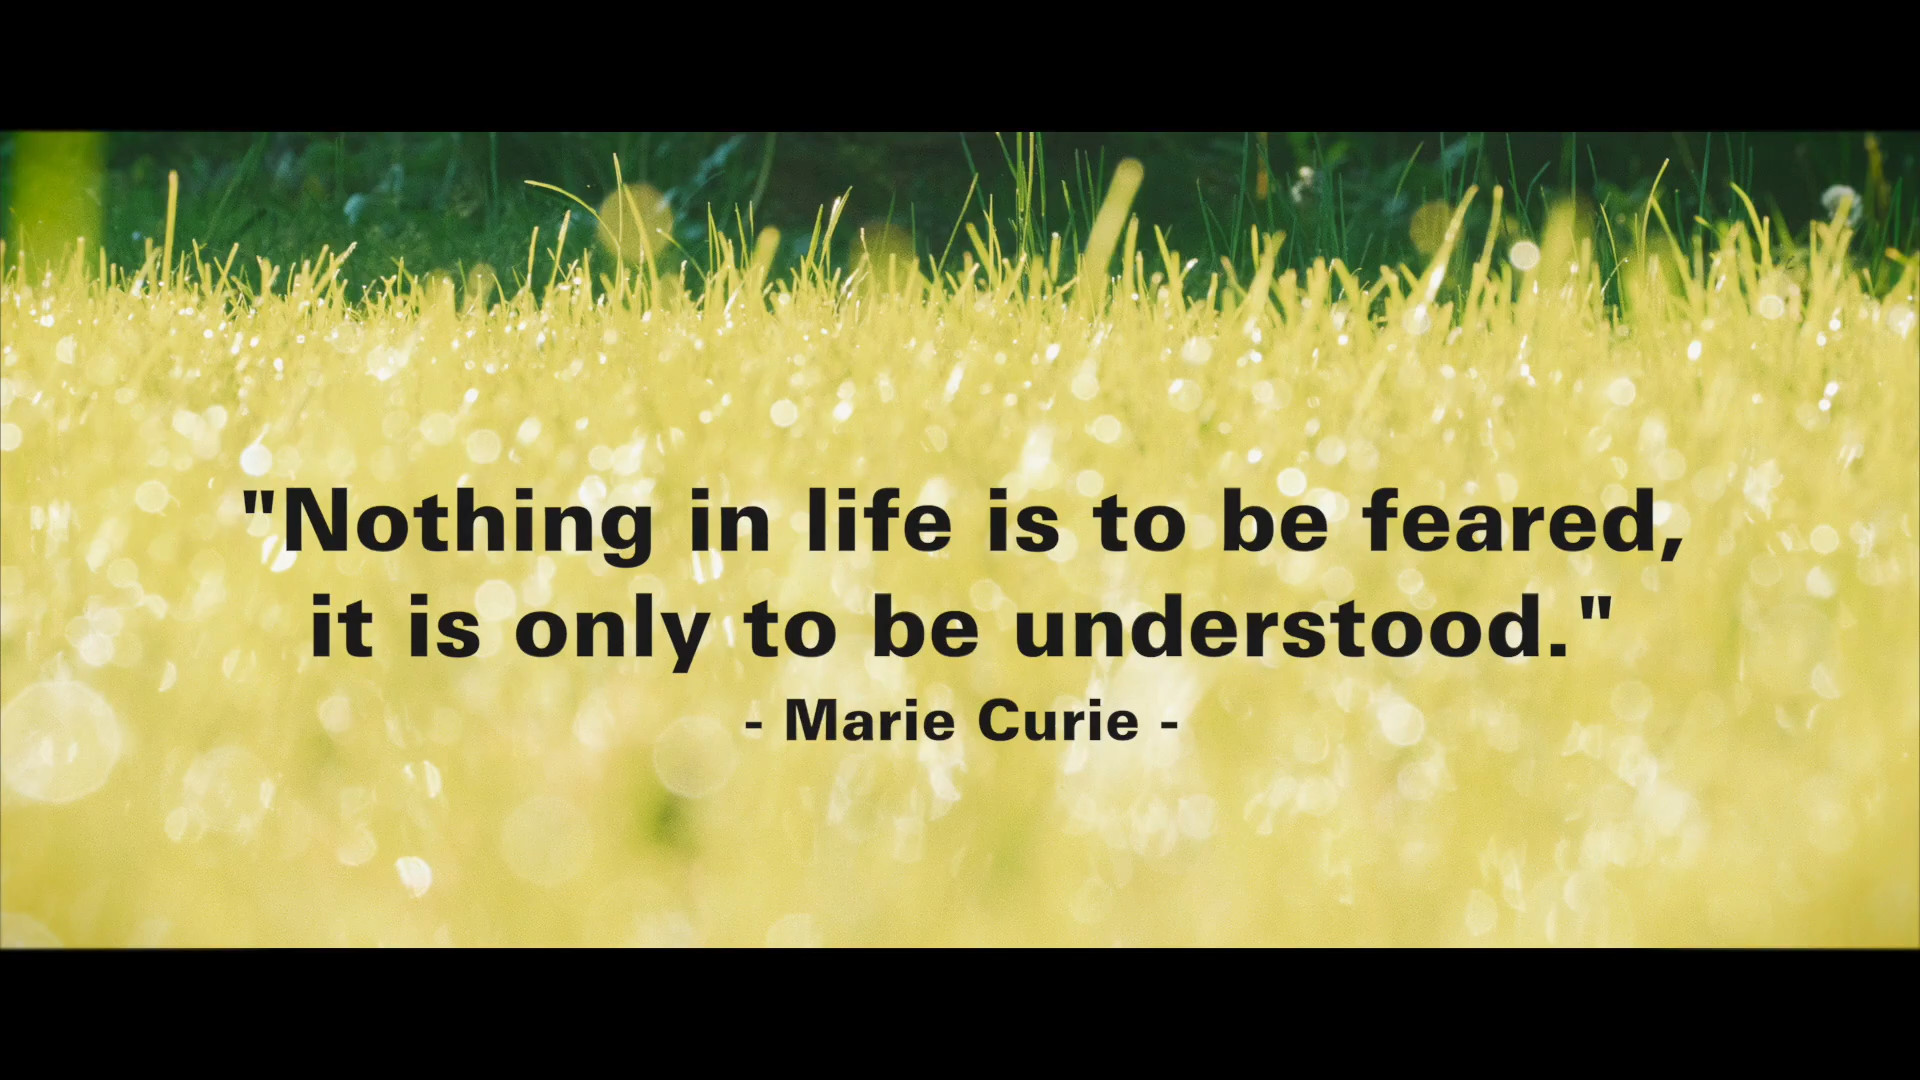 "Nothing in life is to be feared,
it is only to be understood."
- Marie Curie -